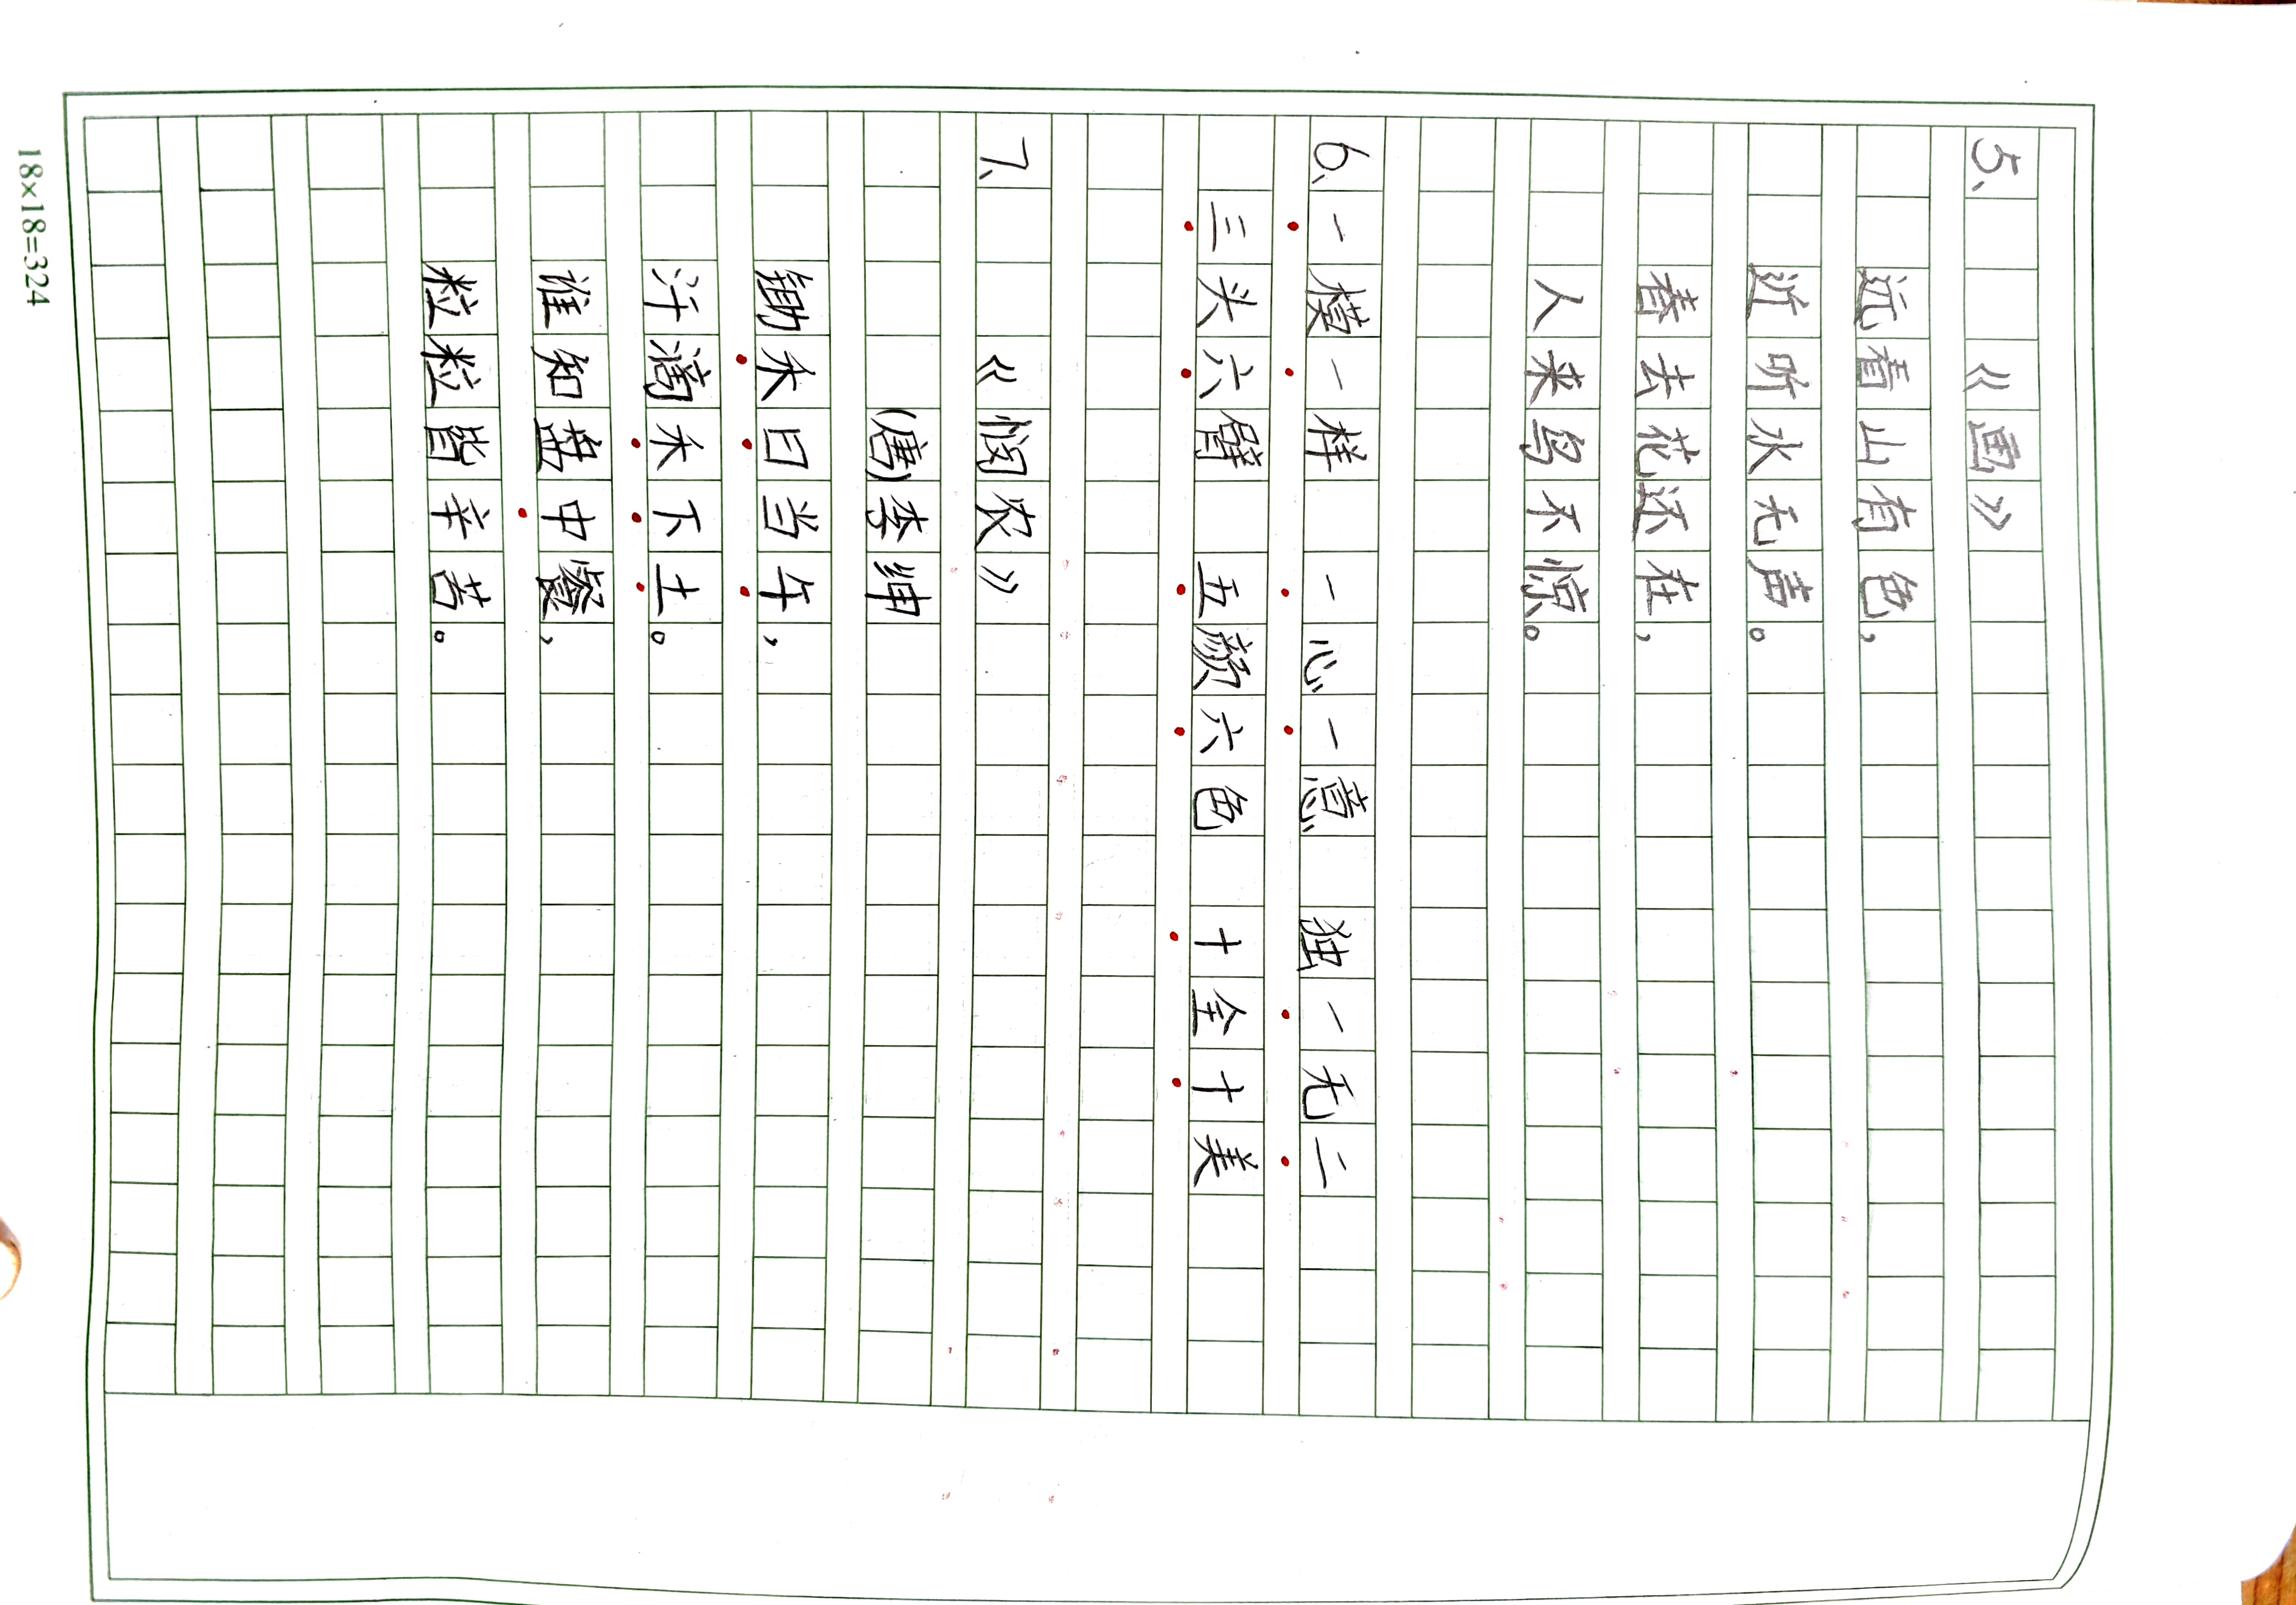 5、 《画》
远看山有色，
近听水无声。
春去花还在，
人来鸟不惊。
6、一模一样 一心一意 独一无二
三头六臂 五颜六色 十全十美
7、 《悯农》
(唐)李绅
锄禾日当午，
汗滴禾下土。
谁知盘中餐，
粒粒皆辛苦。
18×18=324